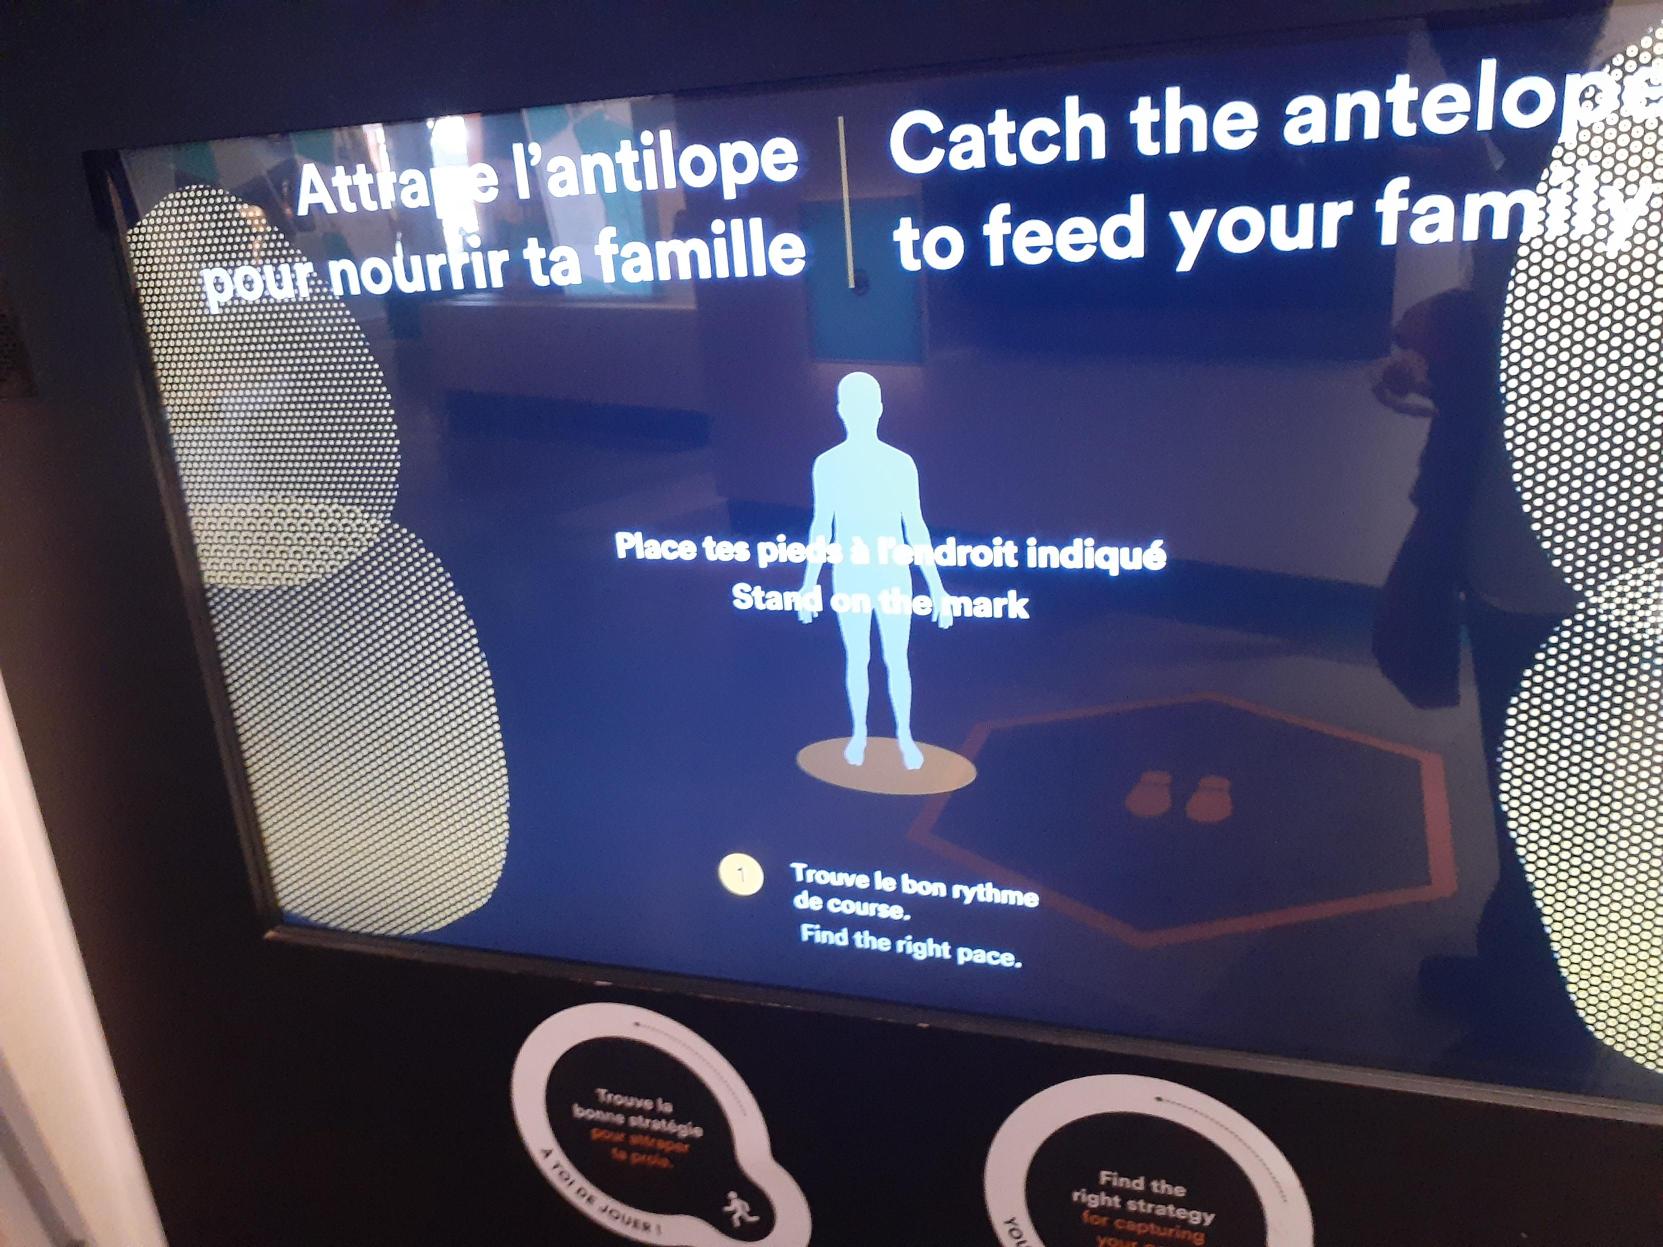 Attrape l'antilope
pour nourrir ta famille
Catch the antelope
to feed your family
Place tes pieds à l'endroit indiqué
Stand on the mark
1
Trouve le bon rythme
de course.
Find the right pace.
Trouve la
bonne stratégie
pour attraper
ta proie.
À TOI DE JOUER !
Find the
right strategy
for capturing
your
YOU